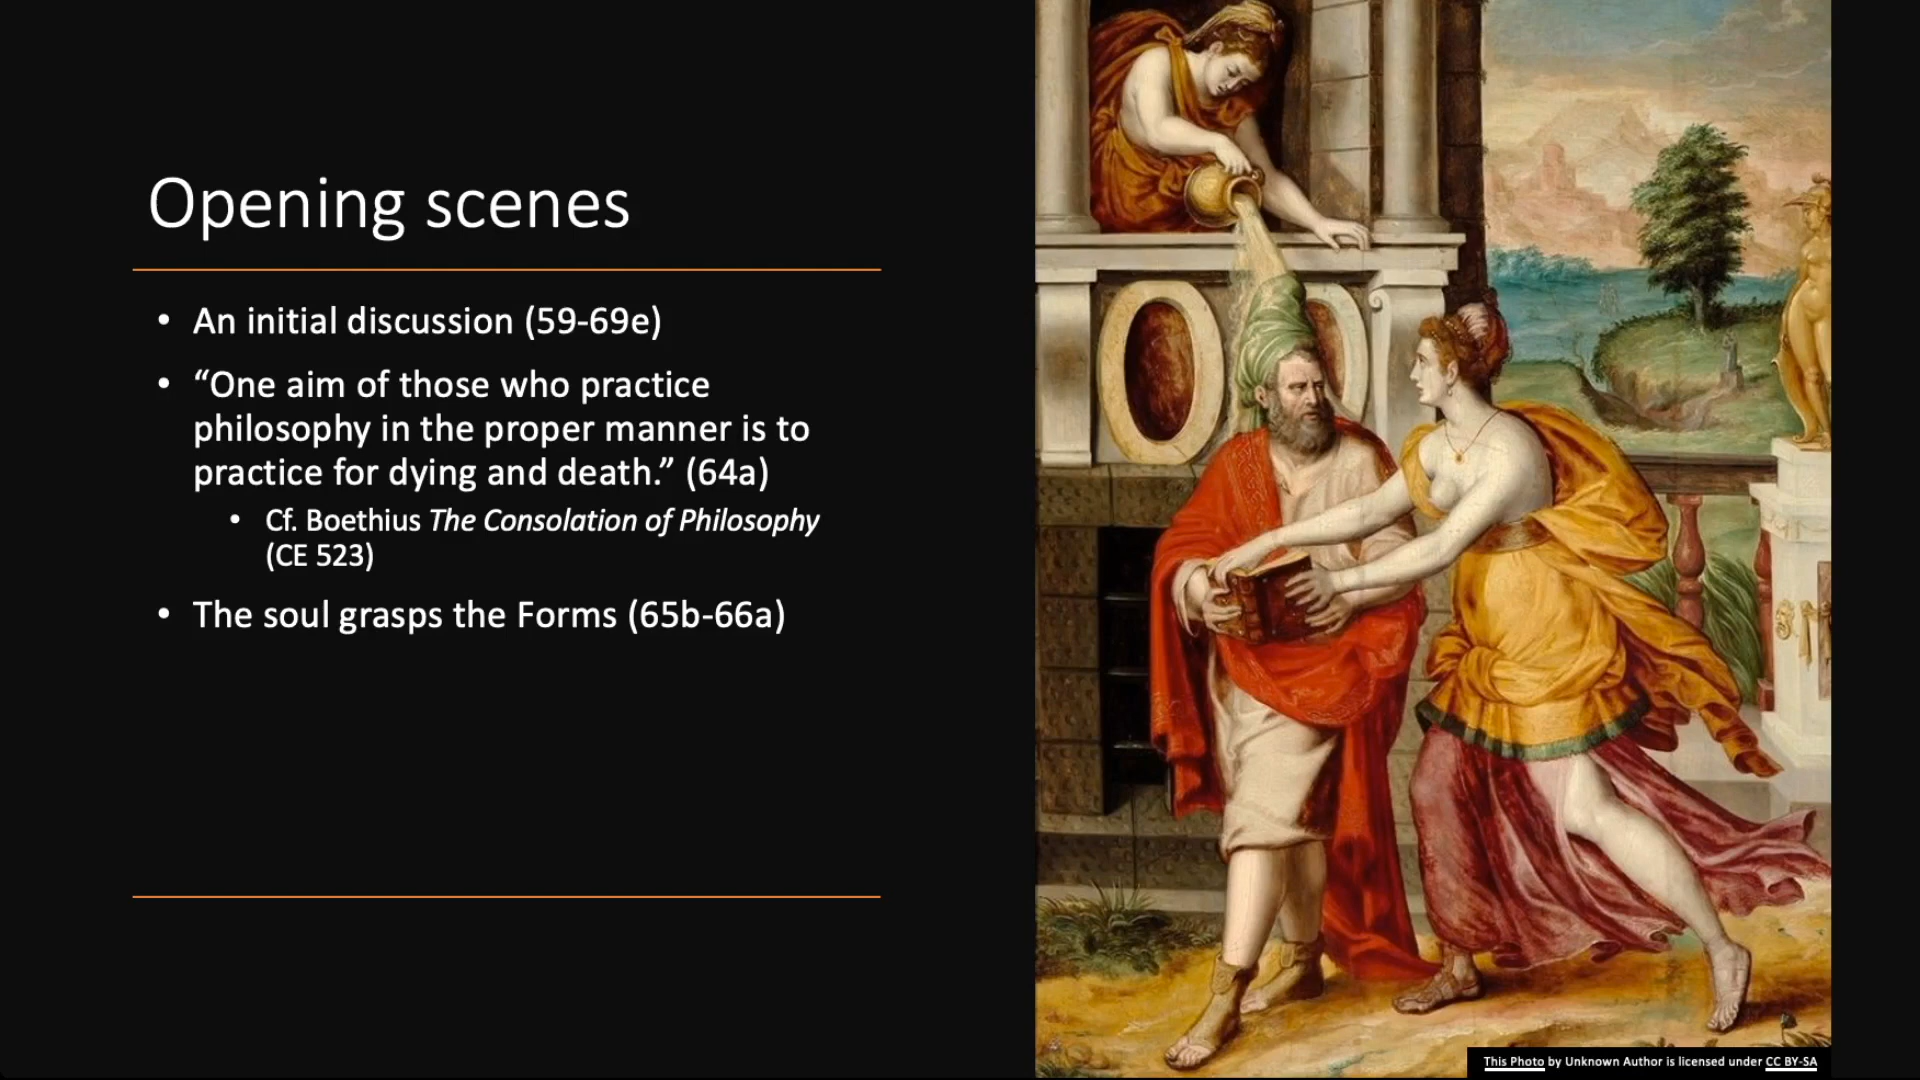 Opening scenes
• An initial discussion (59-69e)
• “One aim of those who practice
philosophy in the proper manner is to
practice for dying and death.” (64a)
• Cf. Boethius The Consolation of Philosophy
(CE 523)
• The soul grasps the Forms (65b-66a)
This Photo by Unknown Author is licensed under CC BY-SA